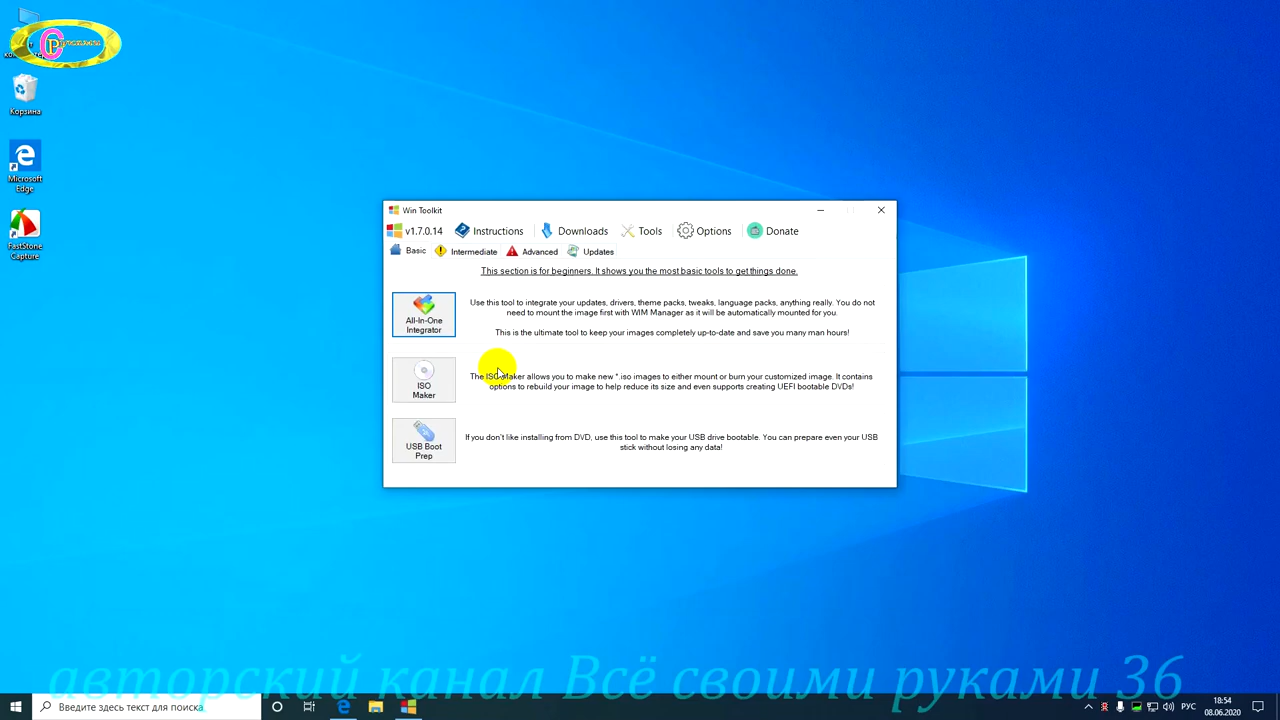 Корзина
Microsoft
Edge
FastStone
Capture
Win Toolkit
v1.7.0.14
Instructions
Downloads
Tools
Options
Donate
Basic
Intermediate
Advanced
Updates
This section is for beginners. It shows you the most basic tools to get things done.
All-In-One
Integrator
Use this tool to integrate your updates, drivers, theme packs, tweaks, language packs, anything really. You do not
need to mount the image first with WIM Manager as it will be automatically mounted for you.
This is the ultimate tool to keep your images completely up-to-date and save you many man hours!
ISO
Maker
The ISO Maker allows you to make new *.iso images to either mount or burn your customized image. It contains
options to rebuild your image to help reduce its size and even supports creating UEFI bootable DVDs!
USB Boot
Prep
If you don't like installing from DVD, use this tool to make your USB drive bootable. You can prepare even your USB
stick without losing any data!
авторский канал Всё своими руками 36
Введите здесь текст для поиска
РУС
18:54
08.06.2020